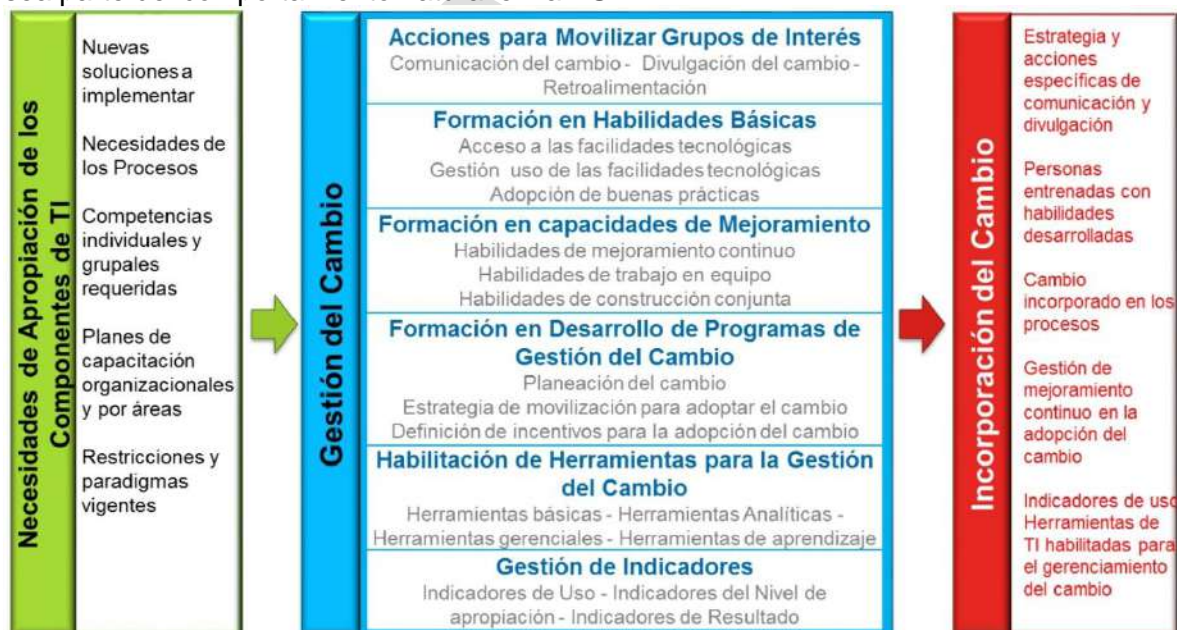 Necesidades de Apropiación de los
Componentes de TI
Nuevas
soluciones a
implementar
Necesidades de
los Procesos
Competencias
individuales y
grupales
requeridas
Planes de
capacitación
organizacionales
y por áreas
Restricciones y
paradigmas
vigentes
Gestión del Cambio
Acciones para Movilizar Grupos de Interés
Comunicación del cambio - Divulgación del cambio -
Retroalimentación
Formación en Habilidades Básicas
Acceso a las facilidades tecnológicas
Gestión uso de las facilidades tecnológicas
Adopción de buenas prácticas
Formación en capacidades de Mejoramiento
Habilidades de mejoramiento continuo
Habilidades de trabajo en equipo
Habilidades de construcción conjunta
Formación en Desarrollo de Programas de
Gestión del Cambio
Planeación del cambio
Estrategia de movilización para adoptar el cambio
Definición de incentivos para la adopción del cambio
Habilitación de Herramientas para la Gestión
del Cambio
Herramientas básicas - Herramientas Analíticas -
Herramientas gerenciales - Herramientas de aprendizaje
Gestión de Indicadores
Indicadores de Uso - Indicadores del Nivel de
apropiación - Indicadores de Resultado
Incorporación del Cambio
Estrategia y
acciones
específicas de
comunicación y
divulgación
Personas
entrenadas con
habilidades
desarrolladas
Cambio
incorporado en los
procesos
Gestión de
mejoramiento
continuo en la
adopción del
cambio
Indicadores de uso
Herramientas de
TI habilitadas para
el gerenciamiento
del cambio